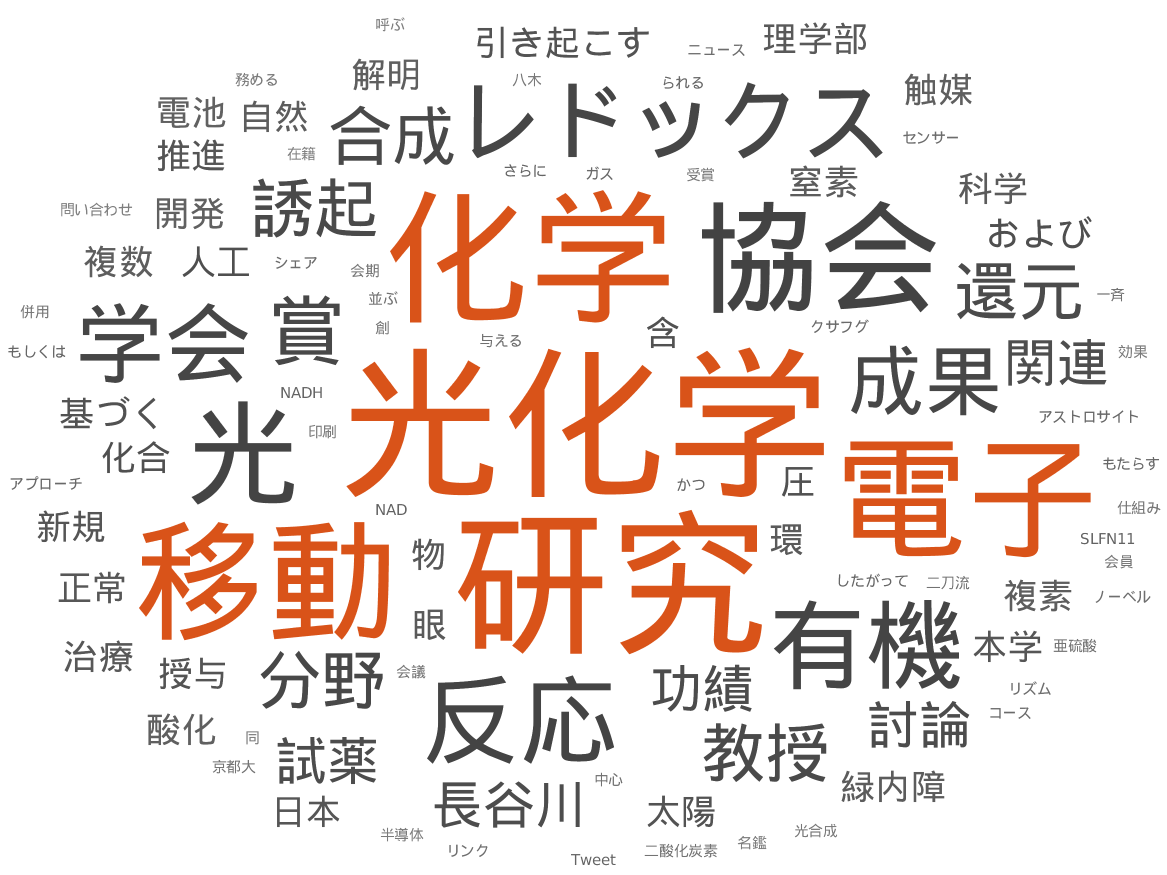 呼ぶ
引き起こす
ニュース
理学部
解明
務める
八木
られる
触媒
電池
自然
合成
レドックス
センサー
推進
在籍
さらに
ガス
受賞
窒素
科学
問い合わせ
開発
誘起
化学
協会
および
複数
人工
シェア
会期
還元
一斉
併用
学会
賞
並ぶ
創
与える
含
クサフグ
もしくは
成果
関連
効果
基づく
NADH
光化学
アストロサイト
化合
光
印刷
電子
もたらす
アプローチ
かつ
圧
新規
NAD
仕組み
移動
研究
物
環
SLFN11
会員
正常
したがって
二刀流
複素
ノーベル
眼
有機
治療
授与
分野
会議
功績
本学
亜硫酸
リズム
酸化
同
反応
教授
討論
コース
京都大
試薬
中心
緑内障
日本
長谷川
太陽
半導体
リンク
Tweet
二酸化炭素
名鑑
光合成